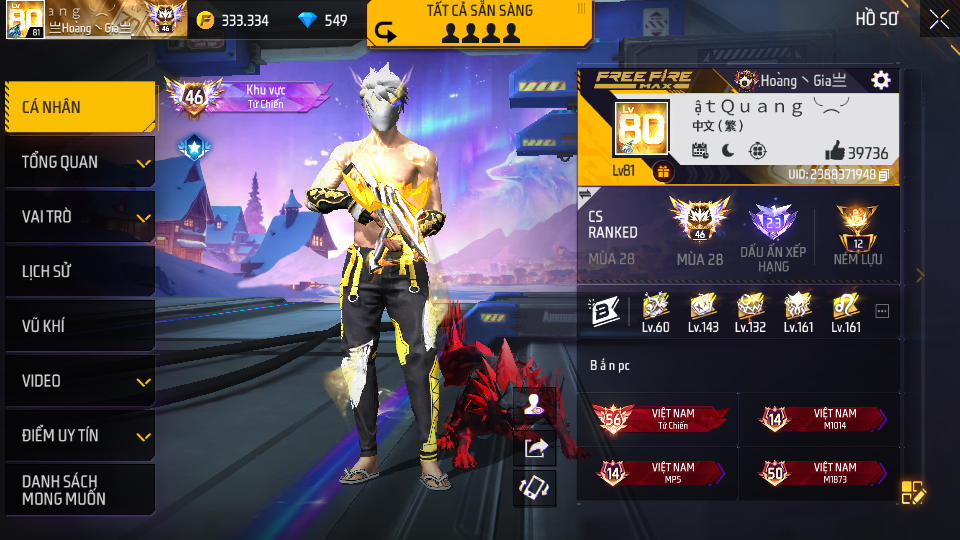 Lv
80
81
ang ‿︵
亗Hoàng丶Gia亗
46
333.334
549
TẤT CẢ SẴN SÀNG
HỒ SƠ
CÁ NHÂN
TỔNG QUAN
VAI TRÒ
LỊCH SỬ
VŨ KHÍ
VIDEO
ĐIỂM UY TÍN
DANH SÁCH
MONG MUỐN
46
Khu vực
Tử Chiến
FREE FIRE
MAX
Hoàng丶Gia亗
Lv
80
ậtQuang
中文 (繁)
39736
Lv81
UID: 2388371948
CS
RANKED
MÙA 28
46
MÙA 28
23
DẤU ẤN XẾP
HẠNG
12
NÉM LỰU
Lv.60
Lv.143
Lv.132
Lv.161
Lv.161
Bắn pc
56
VIỆT NAM
Tử Chiến
14
VIỆT NAM
M1014
14
VIỆT NAM
MP5
50
VIỆT NAM
M1873